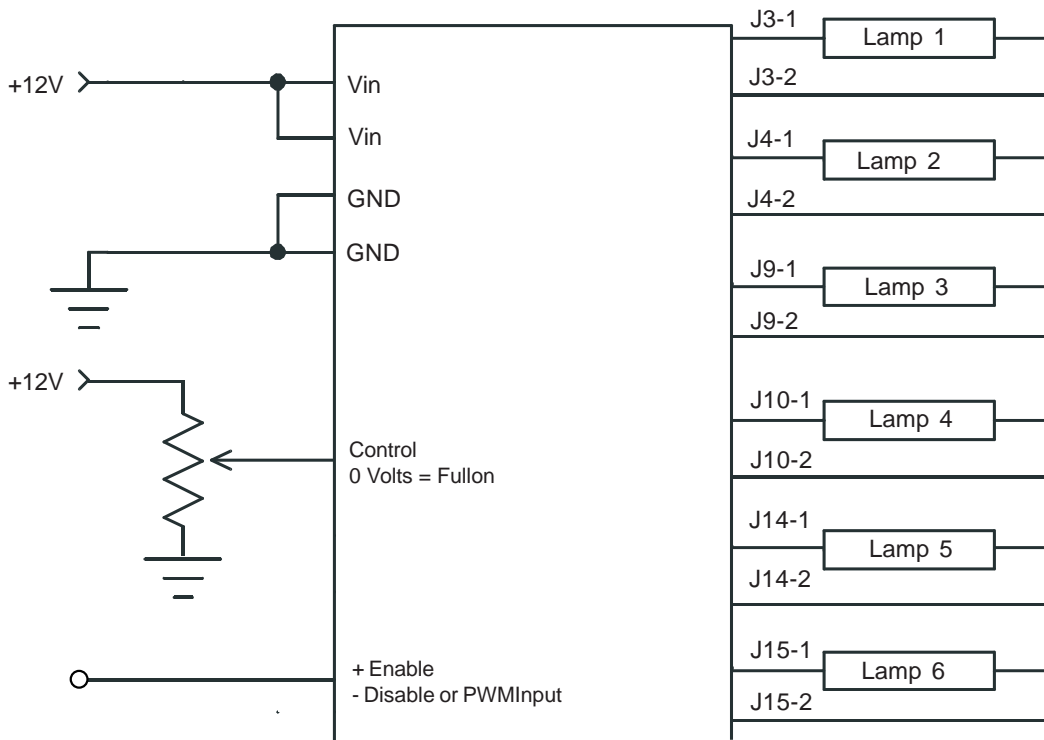 +12V
Vin
Vin
GND
GND
+12V
Control
0 Volts = Fullon
+ Enable
- Disable or PWMInput
J3-1
Lamp 1
J3-2
J4-1
Lamp 2
J4-2
J9-1
Lamp 3
J9-2
J10-1
Lamp 4
J10-2
J14-1
Lamp 5
J14-2
J15-1
Lamp 6
J15-2